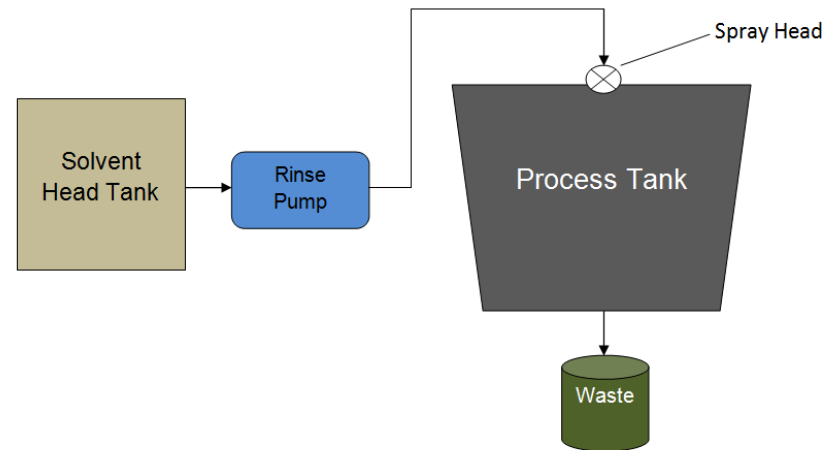 Spray Head
Solvent
Head Tank
Rinse
Pump
Process Tank
Waste